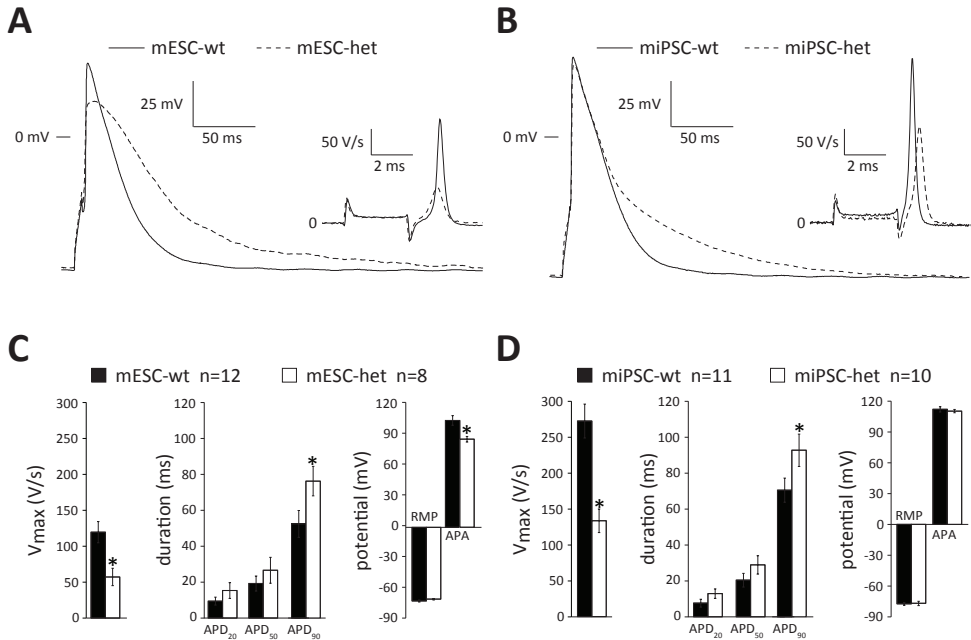 A
mESC-wt mESC-het
25 mV
50 ms
0 mV
50 V/s
2 ms
0
B
miPSC-wt miPSC-het
25 mV
50 ms
0 mV
50 V/s
2 ms
0
C
mESC-wt n=12 mESC-het n=8
Vmax (V/s)
300
250
200
150
100
50
0
*
duration (ms)
120
100
80
60
40
20
0
*
APD20 APD50 APD90
potential (mV)
120
90
60
30
0
-30
-60
-90
RMP
*
APA
D
miPSC-wt n=11 miPSC-het n=10
Vmax (V/s)
300
250
200
150
100
50
0
*
duration (ms)
120
100
80
60
40
20
0
*
APD20 APD50 APD90
potential (mV)
120
90
60
30
0
-30
-60
-90
RMP
APA